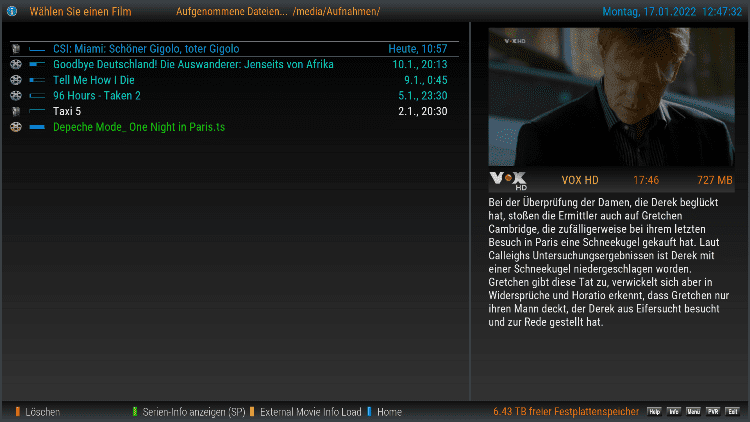 Wählen Sie einen Film
Aufgenommene Dateien... /media/Aufnahmen/
Montag, 17.01.2022 12:47:32
CSI: Miami: Schöner Gigolo, toter Gigolo Heute, 10:57
Goodbye Deutschland! Die Auswanderer: Jenseits von Afrika 10.1., 20:13
Tell Me How I Die 9.1., 0:45
96 Hours - Taken 2 5.1., 23:30
Taxi 5 2.1., 20:30
Depeche Mode_ One Night in Paris.ts
VOX HD
VOX HD VOX HD 17:46 727 MB
Bei der Überprüfung der Damen, die Derek beglückt
hat, stoßen die Ermittler auch auf Gretchen
Cambridge, die zufälligerweise bei ihrem letzten
Besuch in Paris eine Schneekugel gekauft hat. Laut
Calleighs Untersuchungsergebnissen ist Derek mit
einer Schneekugel niedergeschlagen worden.
Gretchen gibt diese Tat zu, verwickelt sich aber in
Widersprüche und Horatio erkennt, dass Gretchen nur
ihren Mann deckt, der Derek aus Eifersucht besucht
und zur Rede gestellt hat.
Löschen Serien-Info anzeigen (SP) External Movie Info Load Home 6.43 TB freier Festplattenspeicher Help Info Menü PVR Exit